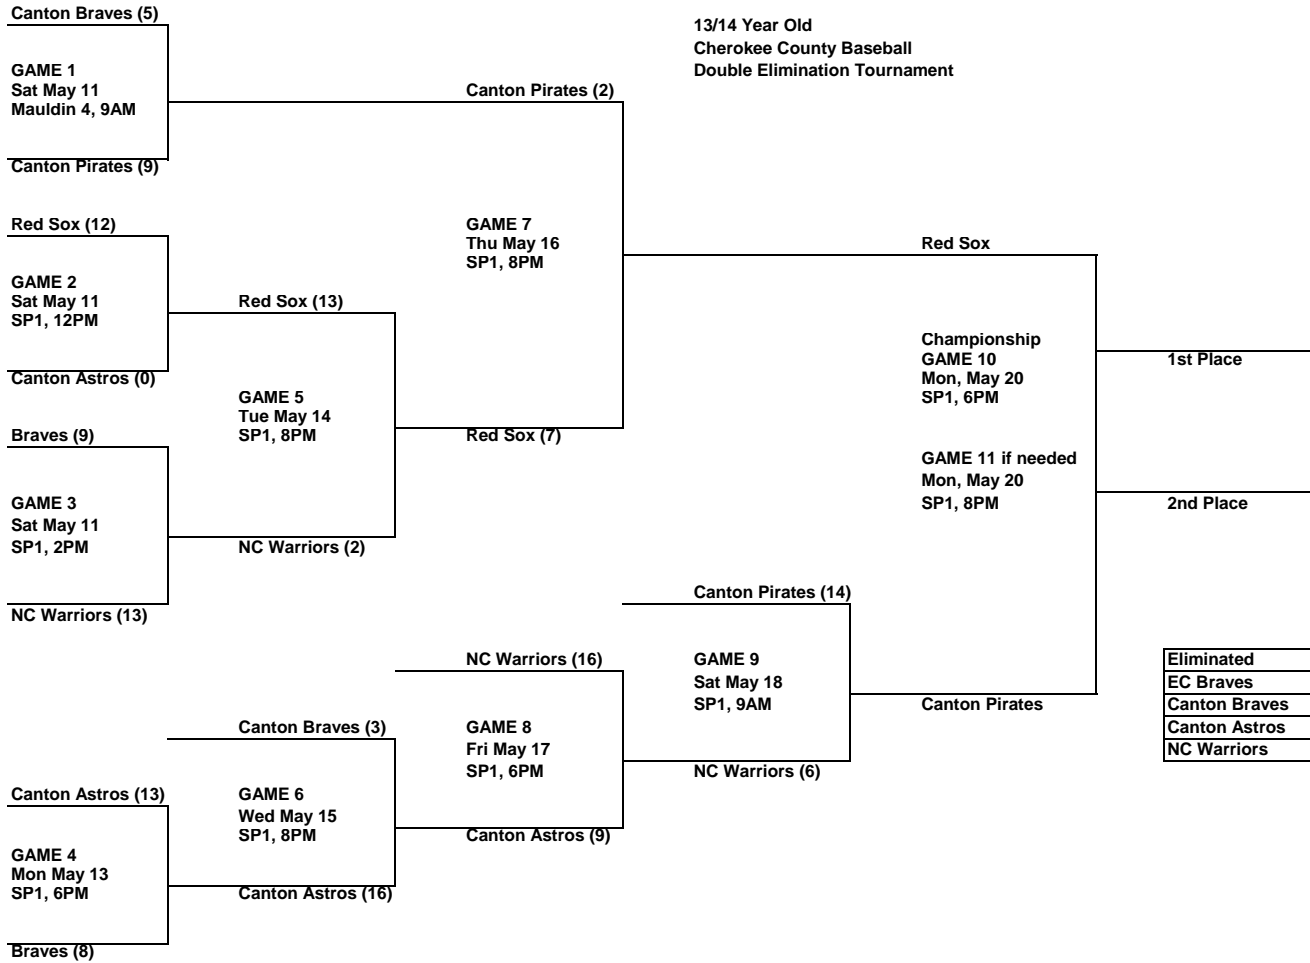 Canton Braves (5)
13/14 Year Old
Cherokee County Baseball
Double Elimination Tournament
GAME 1
Sat May 11
Mauldin 4, 9AM
Canton Pirates (2)
Canton Pirates (9)
Red Sox (12)
GAME 7
Thu May 16
SP1, 8PM
Red Sox
GAME 2
Sat May 11
SP1, 12PM
Red Sox (13)
Canton Astros (0)
Championship
GAME 10
Mon, May 20
SP1, 6PM
1st Place
GAME 5
Tue May 14
SP1, 8PM
Braves (9)
Red Sox (7)
GAME 11 if needed
Mon, May 20
SP1, 8PM
2nd Place
GAME 3
Sat May 11
SP1, 2PM
NC Warriors (2)
NC Warriors (13)
Canton Pirates (14)
NC Warriors (16)
GAME 9
Sat May 18
SP1, 9AM
Canton Pirates
Eliminated
EC Braves
Canton Braves
Canton Astros
NC Warriors
Canton Braves (3)
GAME 8
Fri May 17
SP1, 6PM
NC Warriors (6)
Canton Astros (13)
GAME 6
Wed May 15
SP1, 8PM
Canton Astros (9)
GAME 4
Mon May 13
SP1, 6PM
Canton Astros (16)
Braves (8)